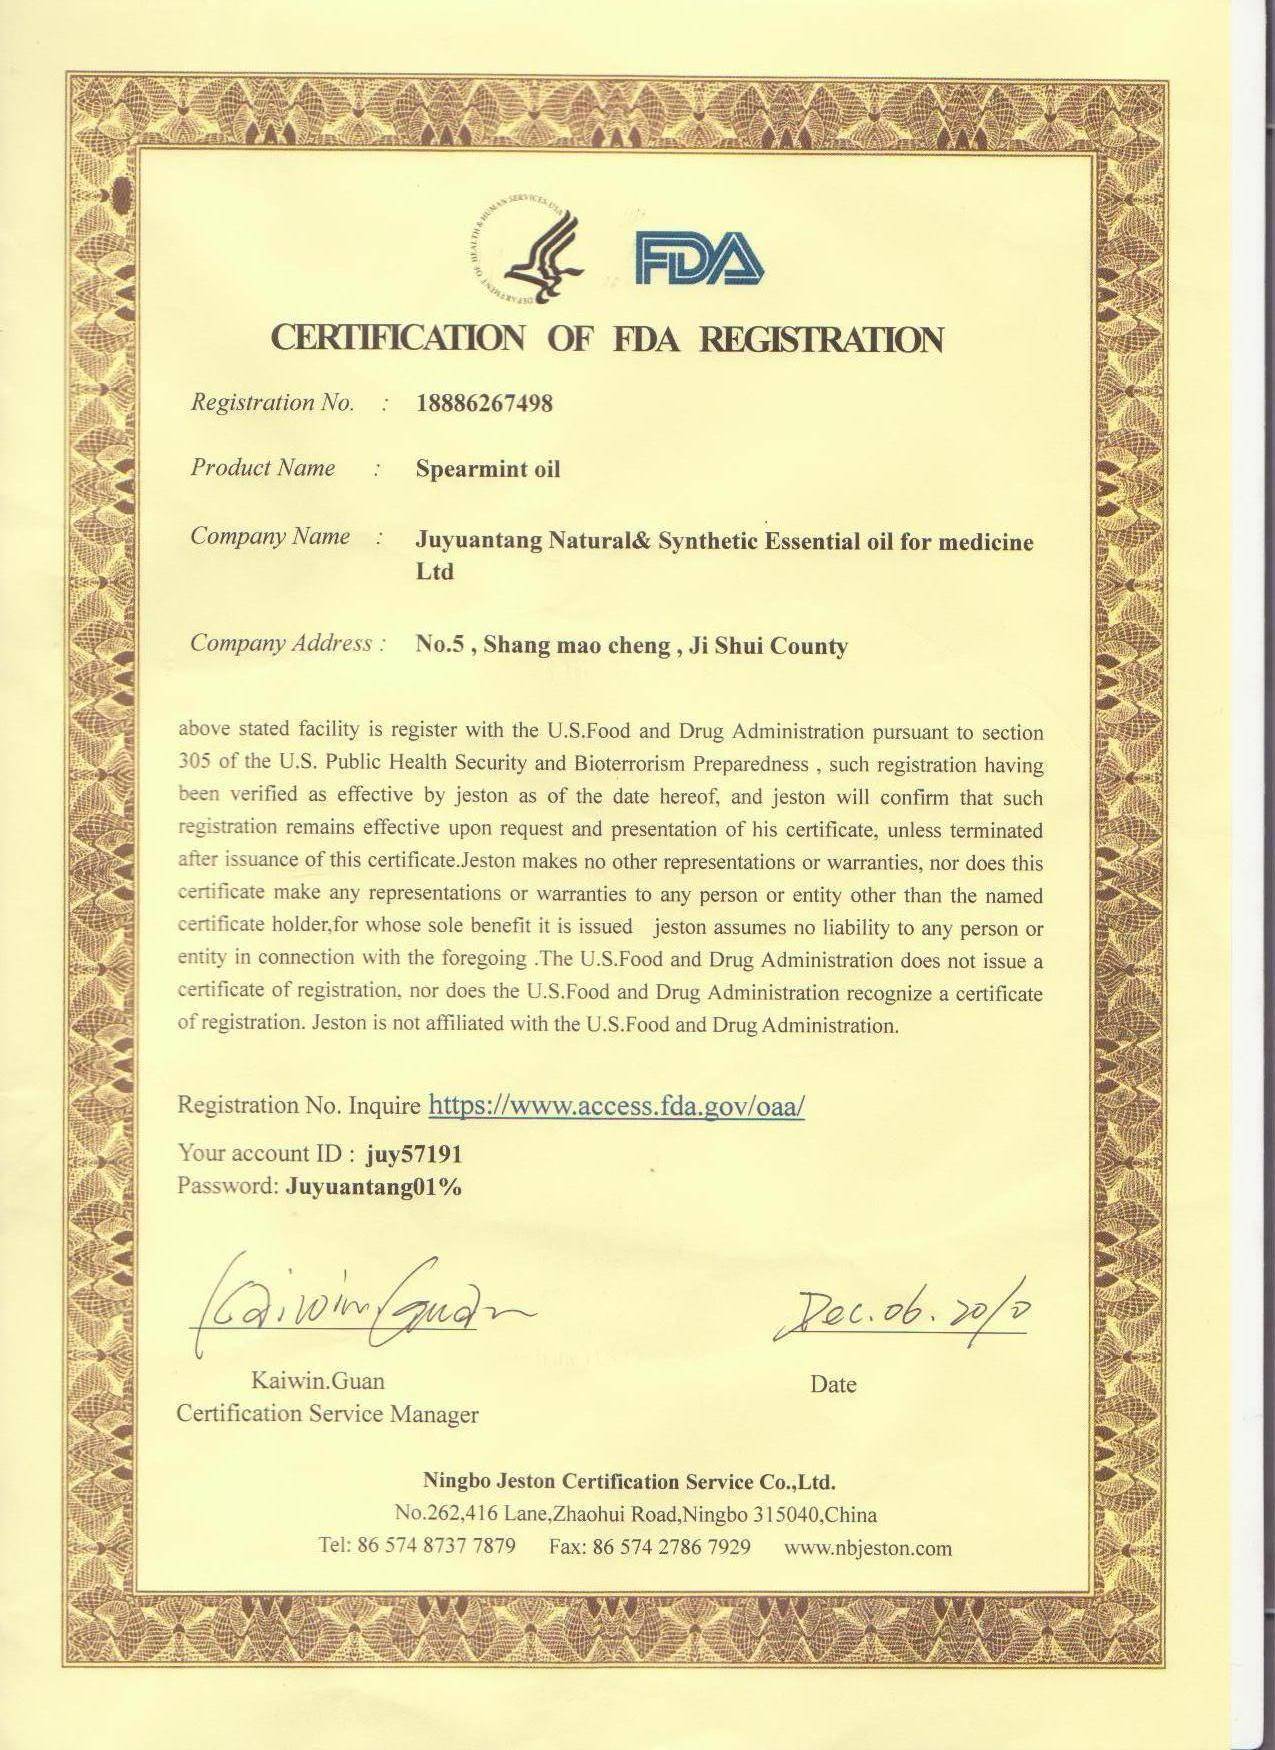 DEPARTMENT OF HEALTH & HUMAN SERVICES USA
FDA
CERTIFICATION OF FDA REGISTRATION
Registration No. : 18886267498
Product Name : Spearmint oil
Company Name : Juyuantang Natural& Synthetic Essential oil for medicine
Ltd
Company Address : No.5 , Shang mao cheng , Ji Shui County
above stated facility is register with the U.S.Food and Drug Administration pursuant to section
305 of the U.S. Public Health Security and Bioterrorism Preparedness , such registration having
been verified as effective by jeston as of the date hereof, and jeston will confirm that such
registration remains effective upon request and presentation of his certificate, unless terminated
after issuance of this certificate.Jeston makes no other representations or warranties, nor does this
certificate make any representations or warranties to any person or entity other than the named
certificate holder,for whose sole benefit it is issued jeston assumes no liability to any person or
entity in connection with the foregoing .The U.S.Food and Drug Administration does not issue a
certificate of registration, nor does the U.S.Food and Drug Administration recognize a certificate
of registration. Jeston is not affiliated with the U.S.Food and Drug Administration.
Registration No. Inquire https://www.access.fda.gov/oaa/
Your account ID : juy57191
Password: Juyuantang01%
Kaiwin Guan Dec. 06. 2010
Kaiwin.Guan Date
Certification Service Manager
Ningbo Jeston Certification Service Co.,Ltd.
No.262,416 Lane,Zhaohui Road,Ningbo 315040,China
Tel: 86 574 8737 7879 Fax: 86 574 2786 7929 www.nbjeston.com